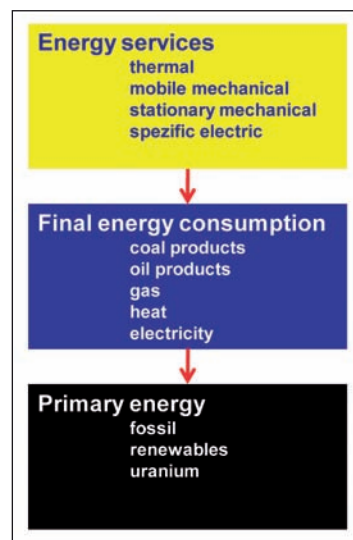 Energy services
thermal
mobile mechanical
stationary mechanical
spezific electric
Final energy consumption
coal products
oil products
gas
heat
electricity
Primary energy
fossil
renewables
uranium